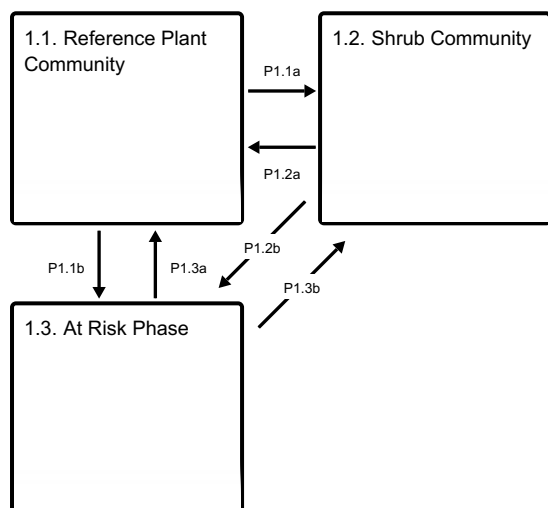 1.1. Reference Plant
Community
P1.1a
1.2. Shrub Community
P1.2a
P1.2b
P1.1b
P1.3a
P1.3b
1.3. At Risk Phase